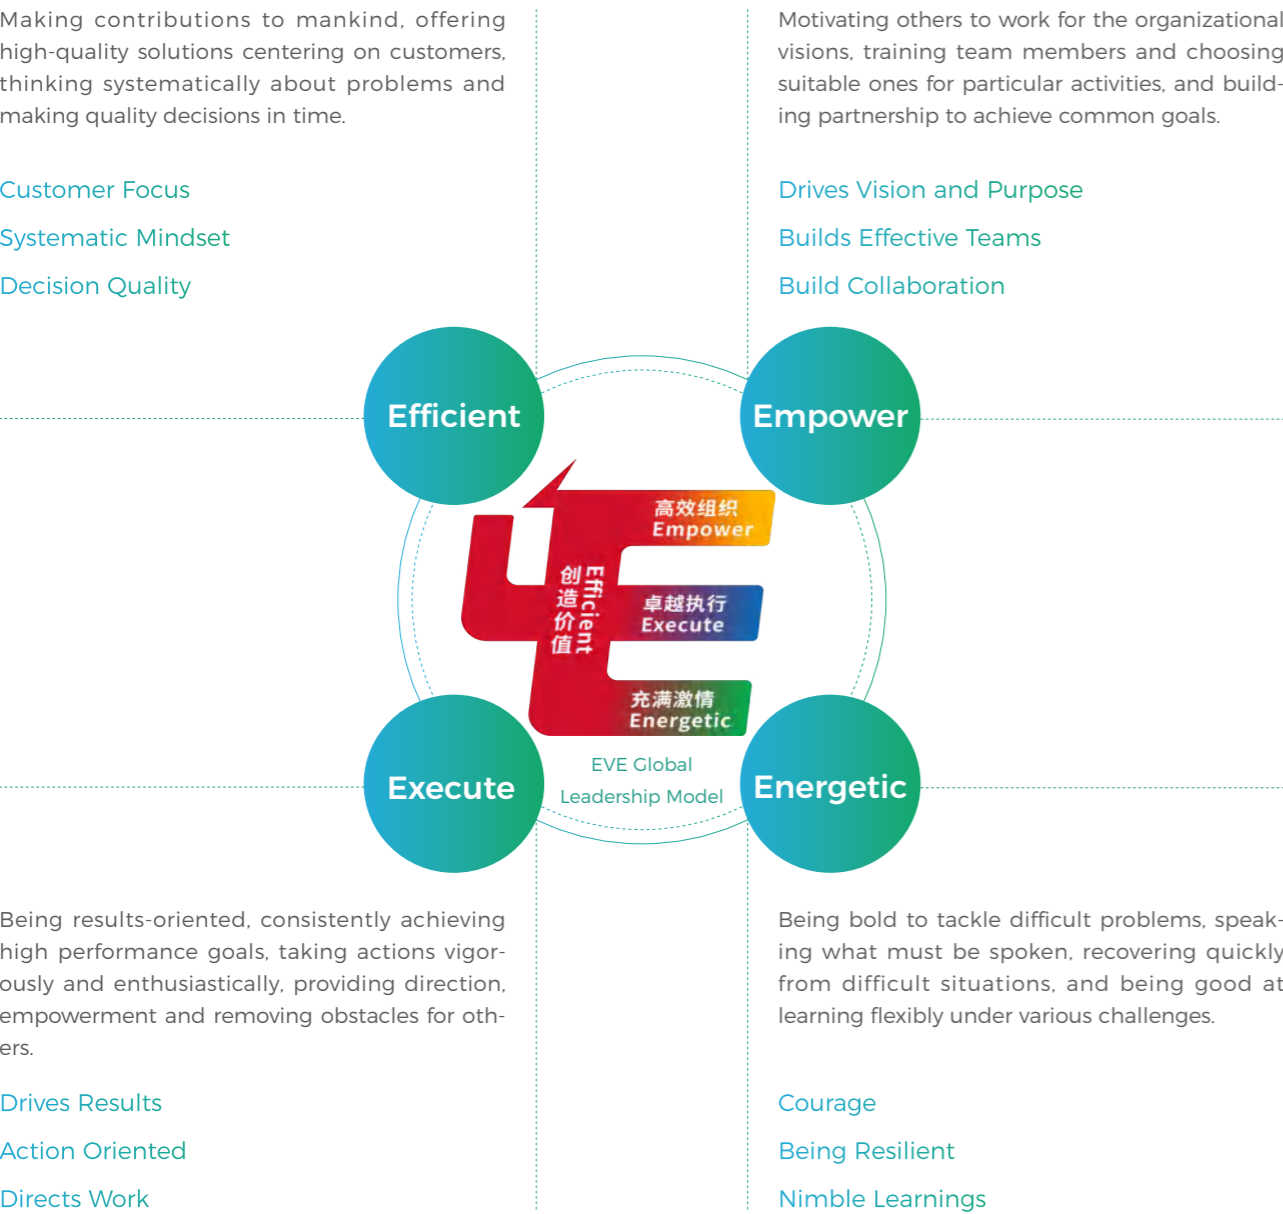 Making contributions to mankind, offering
high-quality solutions centering on customers,
thinking systematically about problems and
making quality decisions in time.
Customer Focus
Systematic Mindset
Decision Quality
Motivating others to work for the organizational
visions, training team members and choosing
suitable ones for particular activities, and build-
ing partnership to achieve common goals.
Drives Vision and Purpose
Builds Effective Teams
Build Collaboration
Efficient
Empower
高效组织
Empower
创造价值
Efficient
卓越执行
Execute
充满激情
Energetic
EVE Global
Leadership Model
Execute
Energetic
Being results-oriented, consistently achieving
high performance goals, taking actions vigor-
ously and enthusiastically, providing direction,
empowerment and removing obstacles for oth-
ers.
Drives Results
Action Oriented
Directs Work
Being bold to tackle difficult problems, speak-
ing what must be spoken, recovering quickly
from difficult situations, and being good at
learning flexibly under various challenges.
Courage
Being Resilient
Nimble Learnings